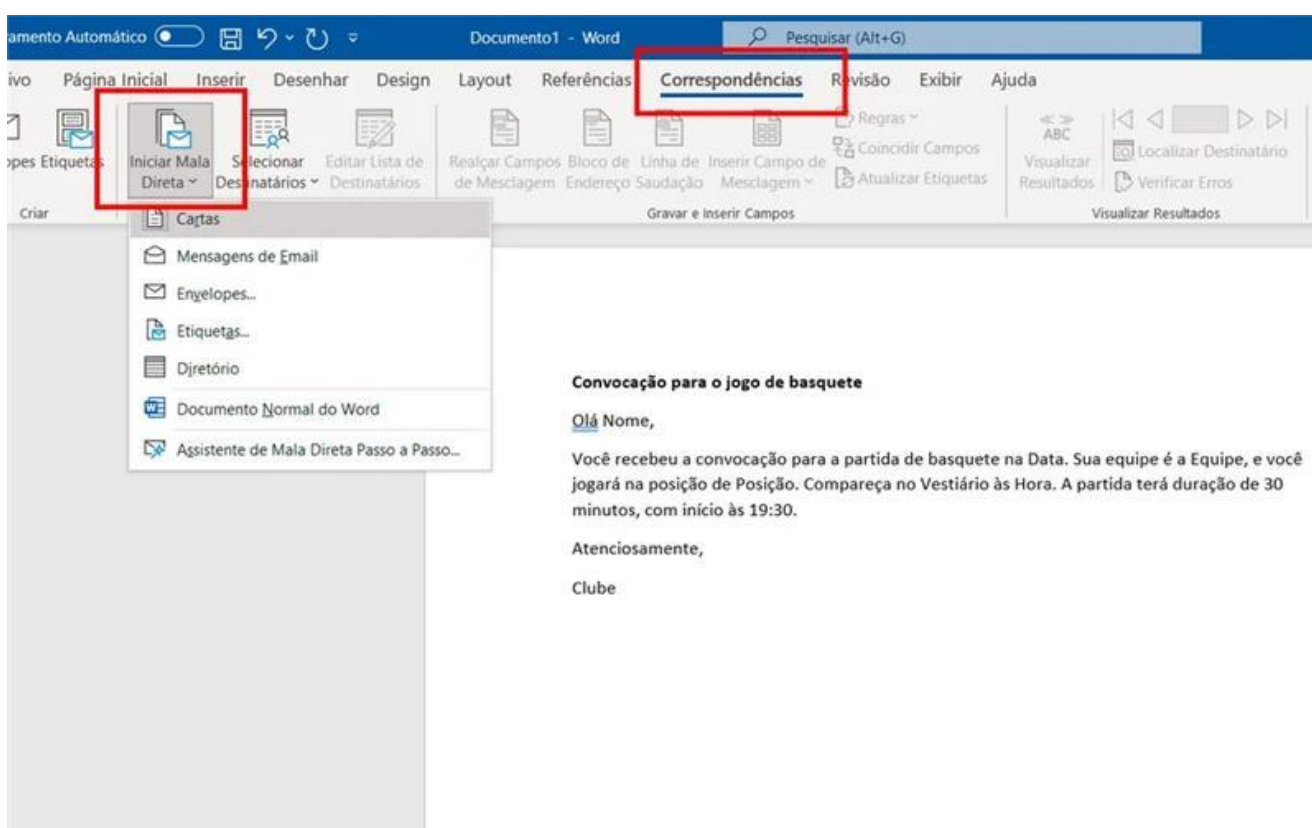 amento Automático
Documento1 - Word
Pesquisar (Alt+G)
ivo Página Inicial Inserir Desenhar Design Layout Referências Correspondências Revisão Exibir Ajuda
opes Etiquetas
Iniciar Mala Direta
Selecionar Destinatários
Editar Lista de Destinatários
Realçar Campos de Mesclagem
Bloco de Endereço
Linha de Saudação
Inserir Campo de Mesclagem
Regras
Coincidir Campos
Atualizar Etiquetas
ABC
Visualizar Resultados
Localizar Destinatário
Verificar Erros
Criar
Gravar e Inserir Campos
Visualizar Resultados
Cartas
Mensagens de Email
Envelopes...
Etiquetas...
Diretório
Documento Normal do Word
Assistente de Mala Direta Passo a Passo...
Convocação para o jogo de basquete
Olá Nome,
Você recebeu a convocação para a partida de basquete na Data. Sua equipe é a Equipe, e você
jogará na posição de Posição. Compareça no Vestiário às Hora. A partida terá duração de 30
minutos, com início às 19:30.
Atenciosamente,
Clube